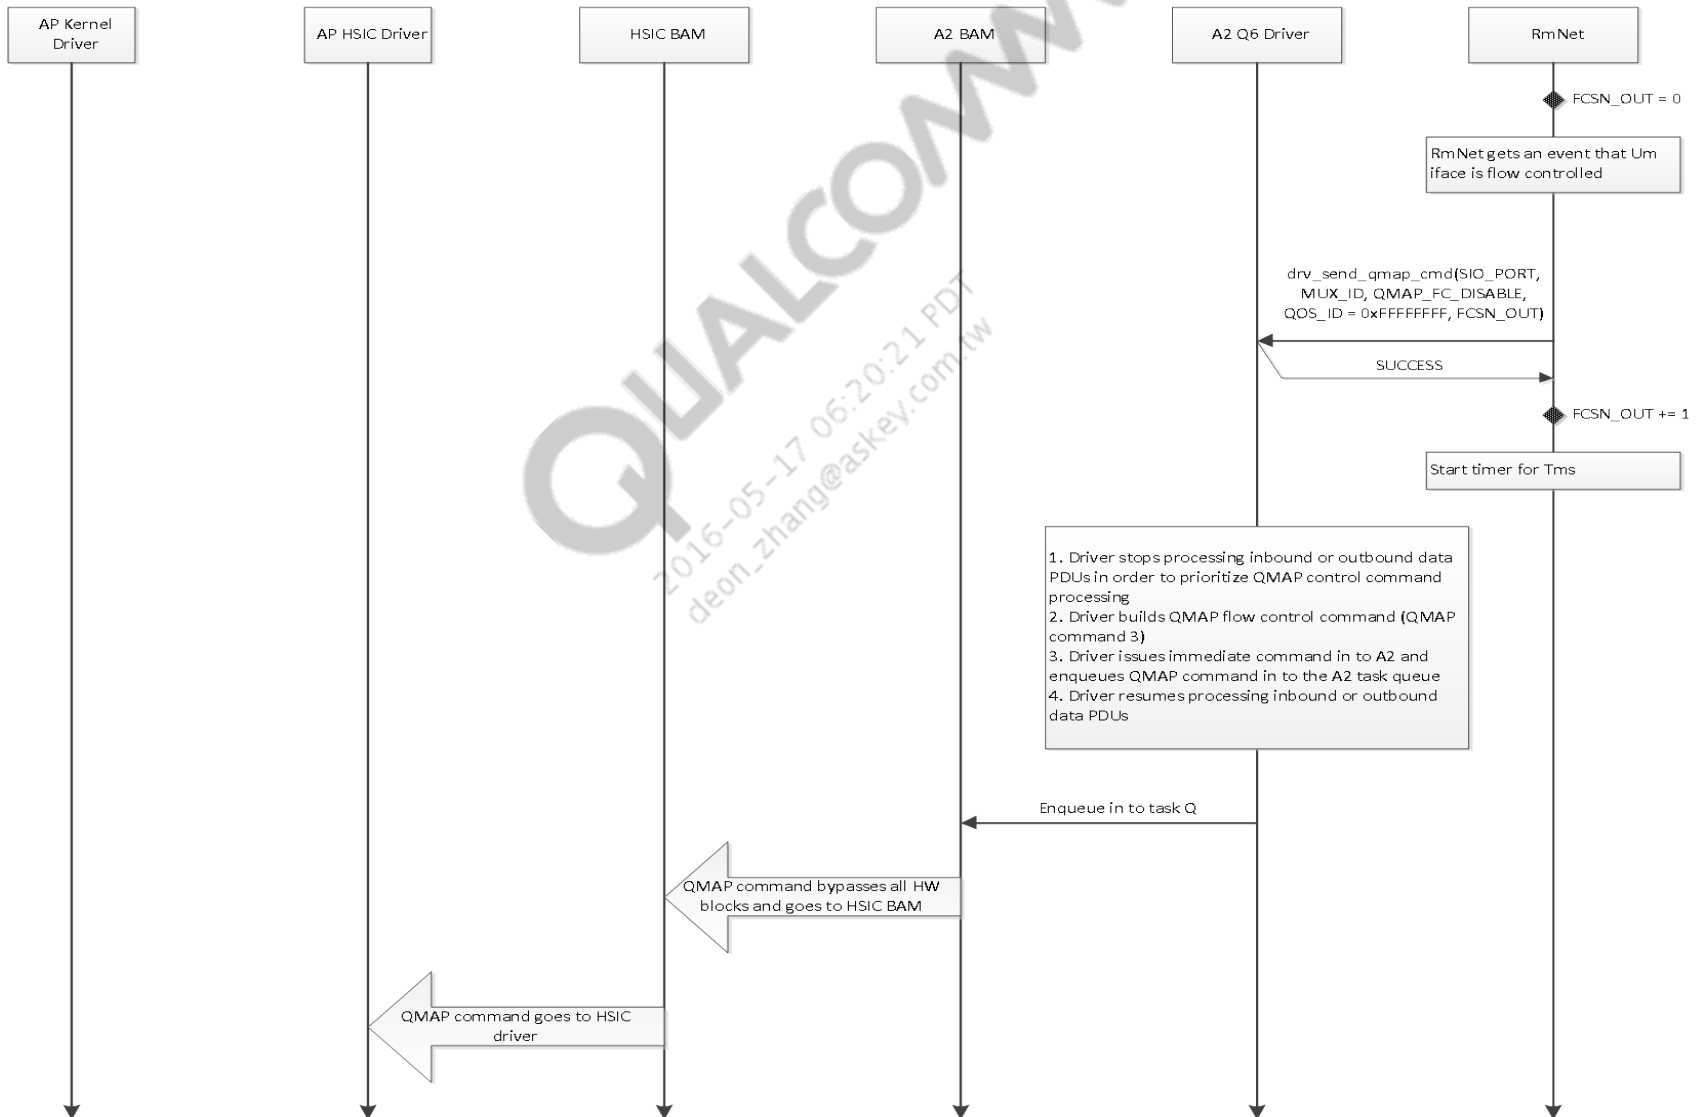 AP Kernel
Driver
AP HSIC Driver
HSIC BAM
A2 BAM
A2 Q6 Driver
RmNet
FCSN_OUT = 0
RmNet gets an event that Um
iface is flow controlled
drv_send_qmap_cmd(SIO_PORT,
MUX_ID, QMAP_FC_DISABLE,
QOS_ID = 0xFFFFFFFF, FCSN_OUT)
SUCCESS
FCSN_OUT += 1
Start timer for Tms
1. Driver stops processing inbound or outbound data
PDUs in order to prioritize QMAP control command
processing
2. Driver builds QMAP flow control command (QMAP
command 3)
3. Driver issues immediate command in to A2 and
enqueues QMAP command in to the A2 task queue
4. Driver resumes processing inbound or outbound
data PDUs
Enqueue in to task Q
QMAP command bypasses all HW
blocks and goes to HSIC BAM
QMAP command goes to HSIC
driver
QUALCOMM
2016-05-17 06:20:21 PDT
deon_zhang@askey.com.tw